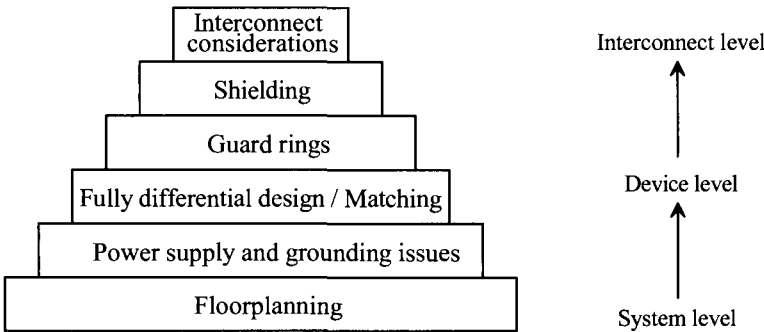 Interconnect
considerations
Interconnect level
Shielding
Guard rings
Fully differential design / Matching
Device level
Power supply and grounding issues
Floorplanning
System level